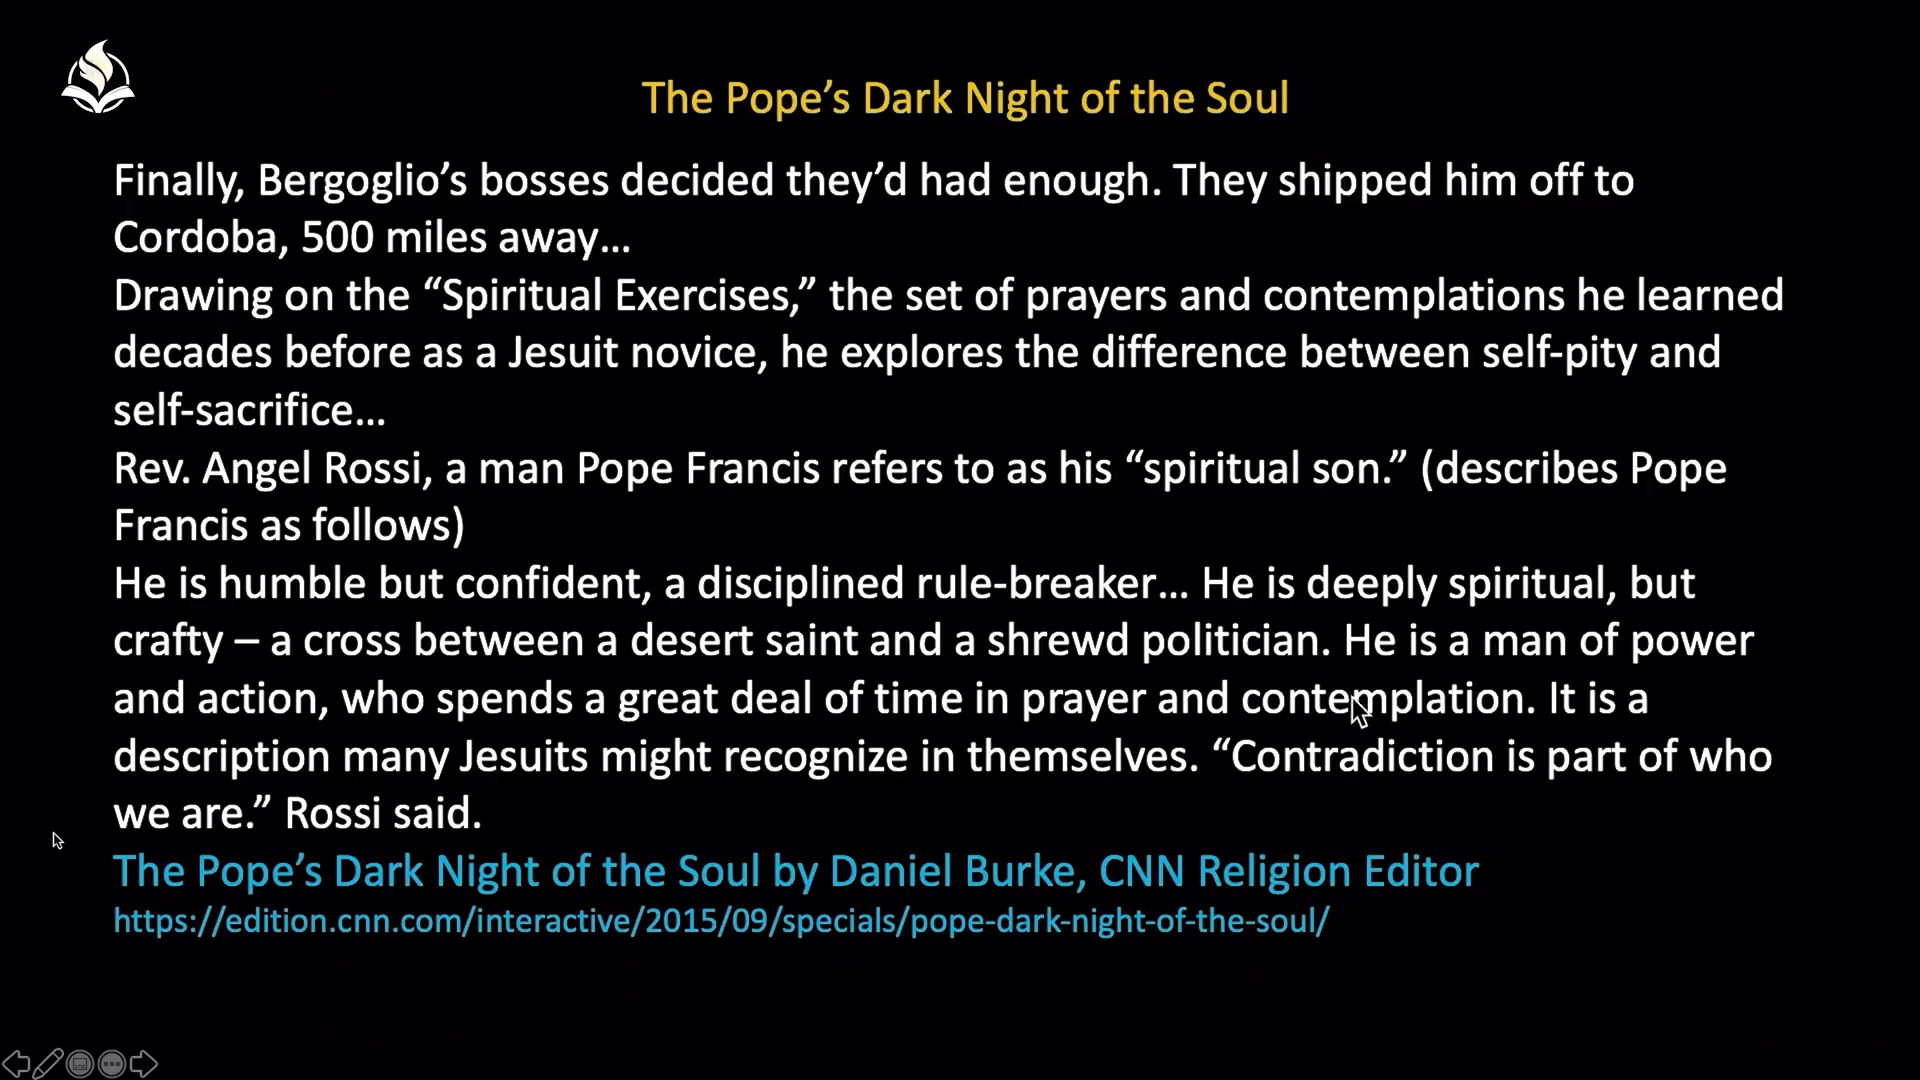 The Pope’s Dark Night of the Soul
Finally, Bergoglio’s bosses decided they’d had enough. They shipped him off to
Cordoba, 500 miles away…
Drawing on the “Spiritual Exercises,” the set of prayers and contemplations he learned
decades before as a Jesuit novice, he explores the difference between self-pity and
self-sacrifice…
Rev. Angel Rossi, a man Pope Francis refers to as his “spiritual son.” (describes Pope
Francis as follows)
He is humble but confident, a disciplined rule-breaker… He is deeply spiritual, but
crafty – a cross between a desert saint and a shrewd politician. He is a man of power
and action, who spends a great deal of time in prayer and contemplation. It is a
description many Jesuits might recognize in themselves. “Contradiction is part of who
we are.” Rossi said.
The Pope’s Dark Night of the Soul by Daniel Burke, CNN Religion Editor
https://edition.cnn.com/interactive/2015/09/specials/pope-dark-night-of-the-soul/